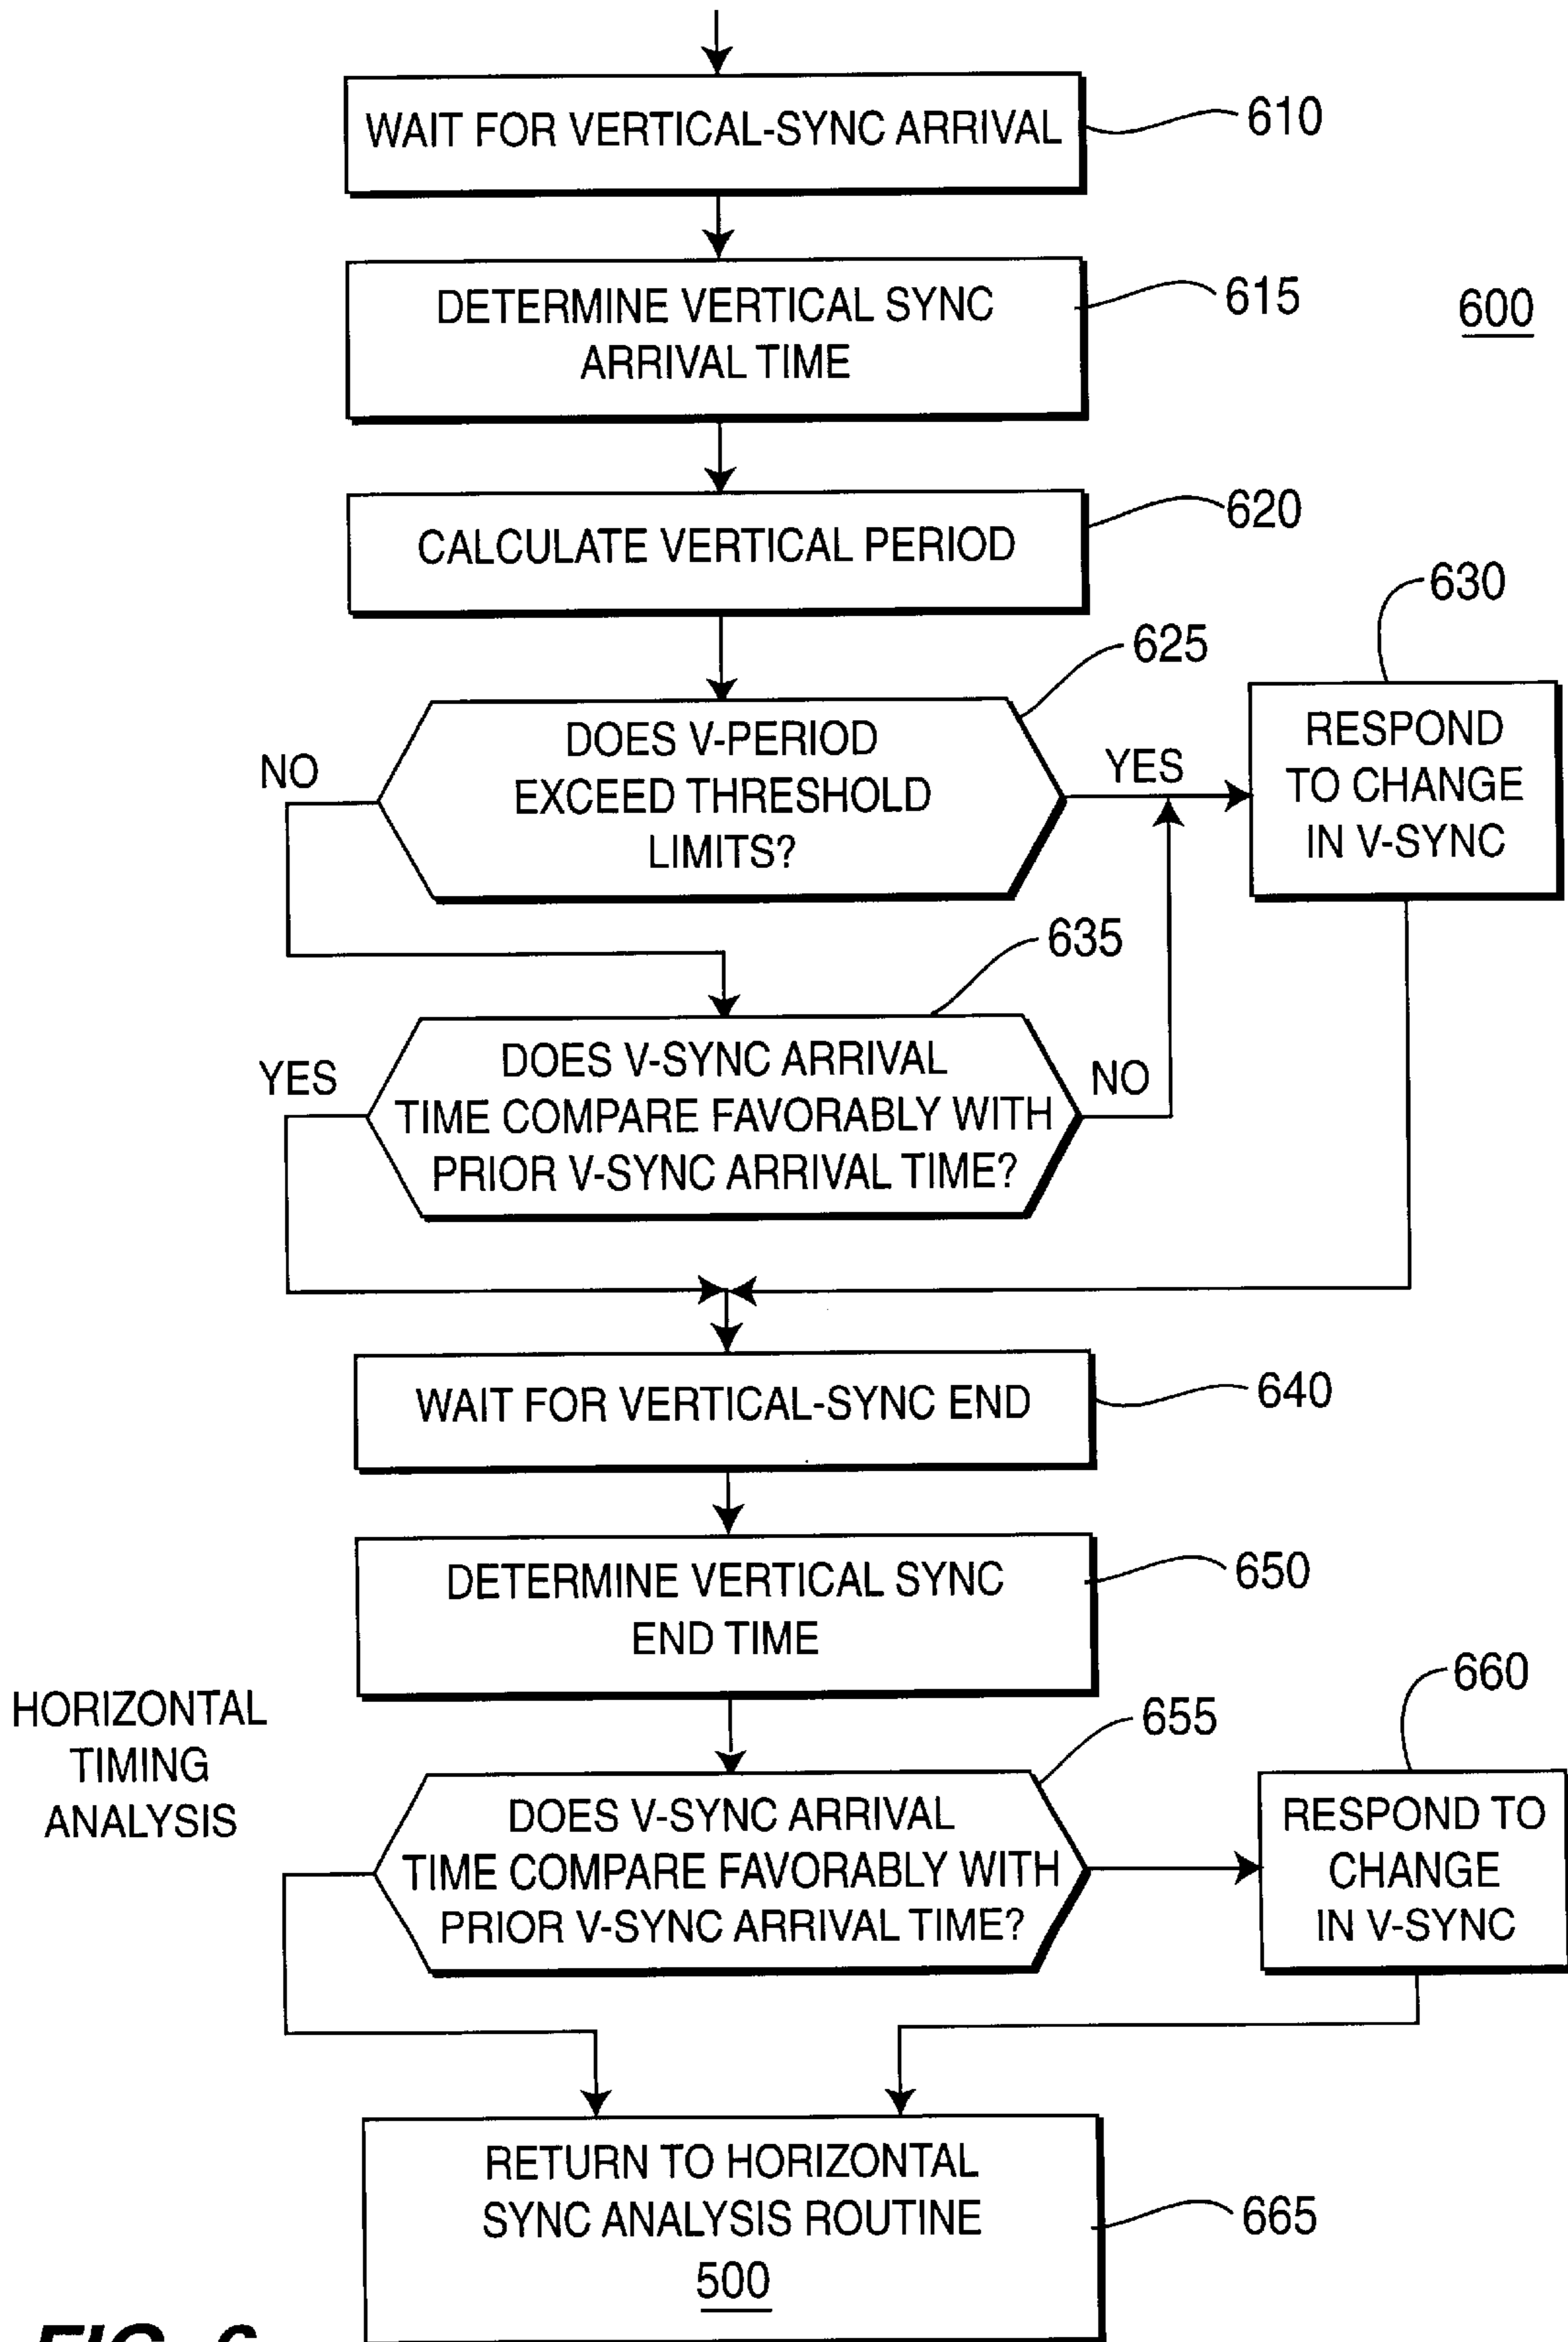 WAIT FOR VERTICAL-SYNC ARRIVAL
610
DETERMINE VERTICAL SYNC
ARRIVAL TIME
615
600
CALCULATE VERTICAL PERIOD
620
630
625
DOES V-PERIOD
EXCEED THRESHOLD
LIMITS?
NO
YES
RESPOND
TO CHANGE
IN V-SYNC
635
DOES V-SYNC ARRIVAL
TIME COMPARE FAVORABLY WITH
PRIOR V-SYNC ARRIVAL TIME?
YES
NO
WAIT FOR VERTICAL-SYNC END
640
DETERMINE VERTICAL SYNC
END TIME
650
HORIZONTAL
TIMING
ANALYSIS
655
660
DOES V-SYNC ARRIVAL
TIME COMPARE FAVORABLY WITH
PRIOR V-SYNC ARRIVAL TIME?
RESPOND TO
CHANGE
IN V-SYNC
RETURN TO HORIZONTAL
SYNC ANALYSIS ROUTINE
500
665
FIG. 6